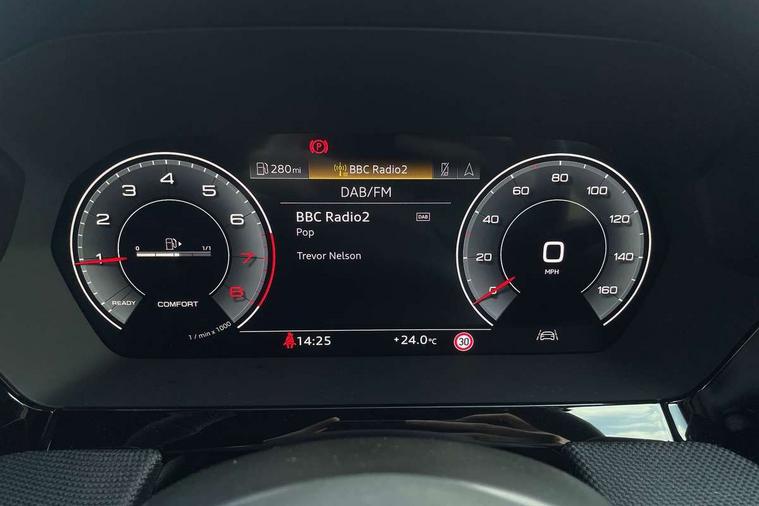 P
280mi
BBC Radio2
DAB/FM
BBC Radio2
DAB
Pop
Trevor Nelson
1
2
3
4
5
6
7
8
0
1/1
READY
COMFORT
1 / min x 1000
0
20
40
60
80
100
120
140
160
0
MPH
14:25
+24.0°C
30